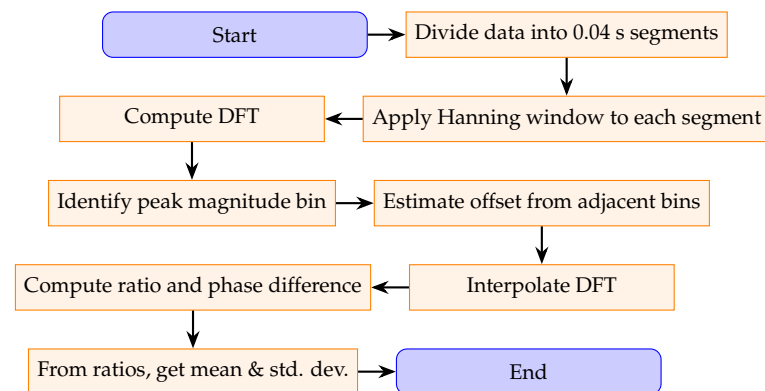 Start
Divide data into 0.04 s segments
Apply Hanning window to each segment
Compute DFT
Identify peak magnitude bin
Estimate offset from adjacent bins
Interpolate DFT
Compute ratio and phase difference
From ratios, get mean & std. dev.
End